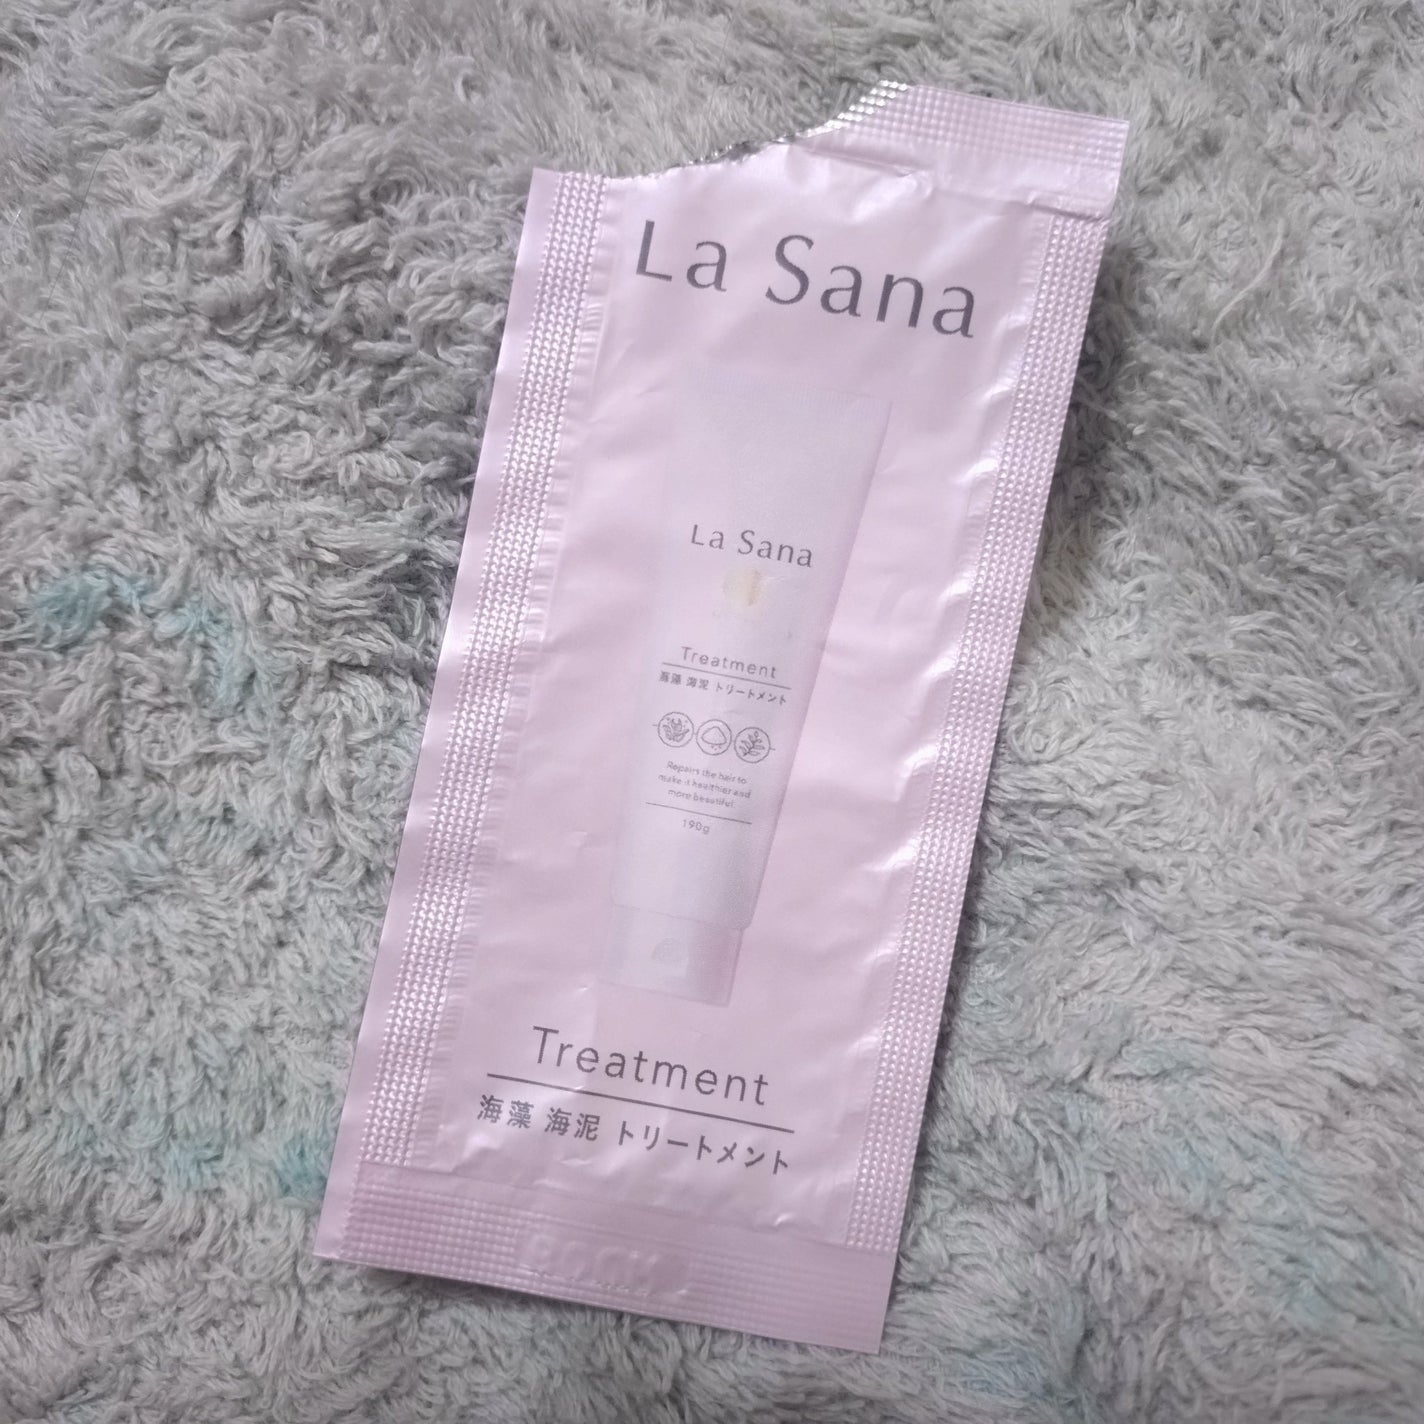 La Sana
La Sana
Treatment
海藻 海泥 トリートメント
Repairs the hair to
make it healthier and
more beautiful
190g
Treatment
海藻 海泥 トリートメント